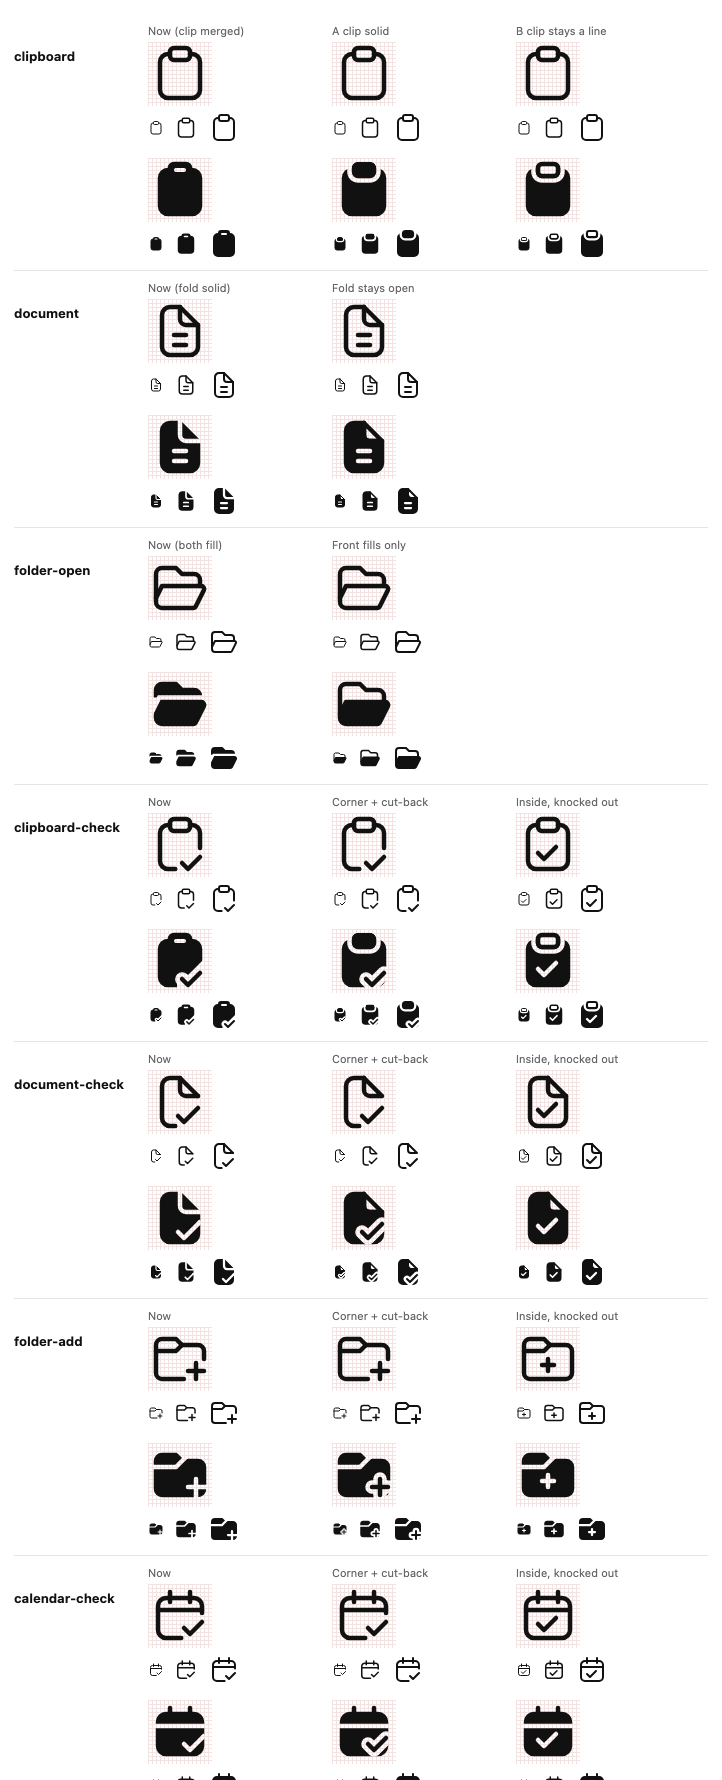 Now (clip merged) A clip solid B clip stays a line
clipboard
Now (fold solid) Fold stays open
document
Now (both fill) Front fills only
folder-open
Now Corner + cut-back Inside, knocked out
clipboard-check
Now Corner + cut-back Inside, knocked out
document-check
Now Corner + cut-back Inside, knocked out
folder-add
Now Corner + cut-back Inside, knocked out
calendar-check